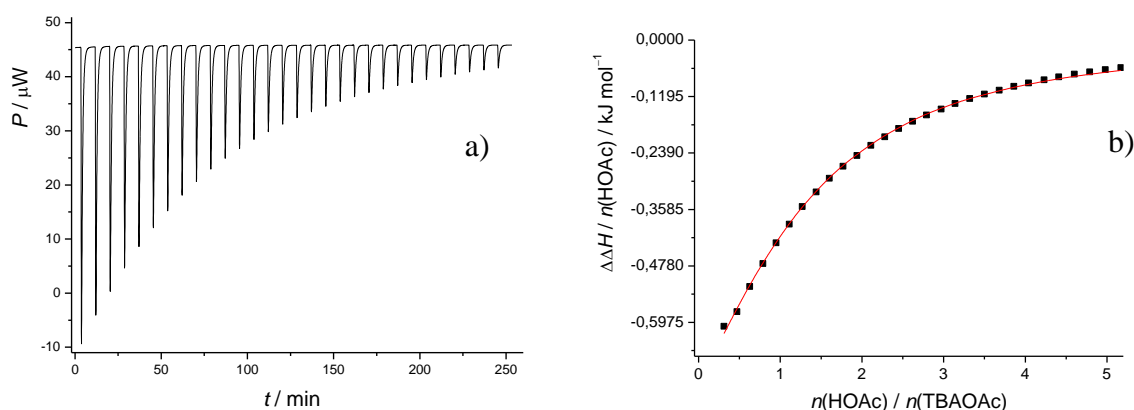 50
40
30
20
10
0
-10
P / μW
0 50 100 150 200 250
t / min
a)
0,0000
-0,1195
-0,2390
-0,3585
-0,4780
-0,5975
ΔΔH / n(HOAc) / kJ mol⁻¹
0 1 2 3 4 5
n(HOAc) / n(TBAOAc)
b)